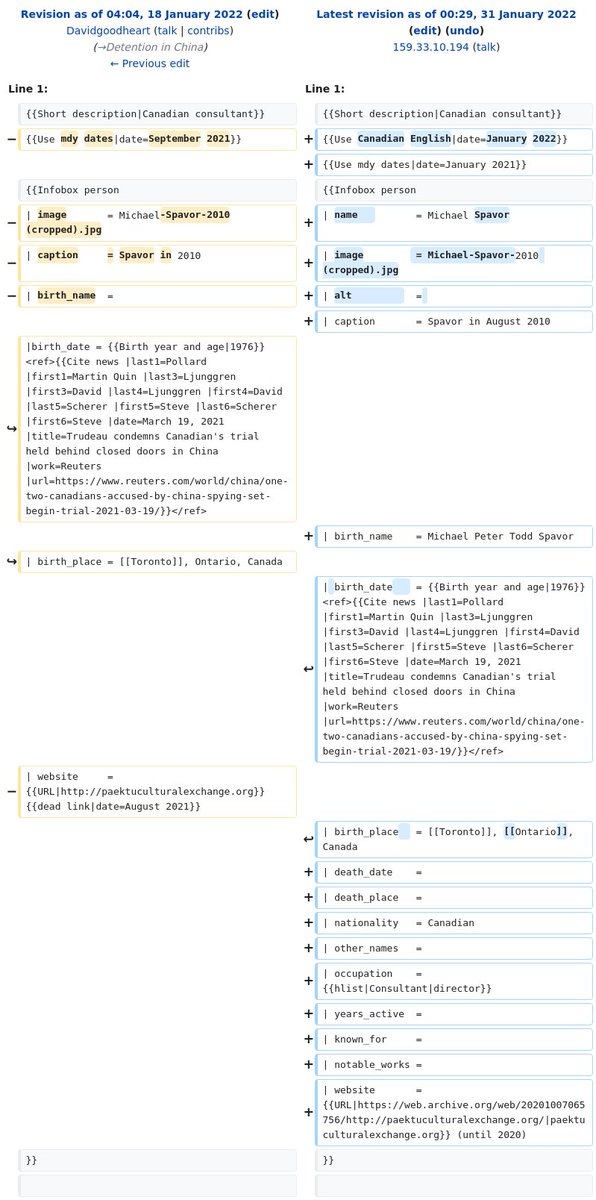 Revision as of 04:04, 18 January 2022 (edit)
Davidgoodheart (talk | contribs)
(→Detention in China)
← Previous edit
Latest revision as of 00:29, 31 January 2022
(edit) (undo)
159.33.10.194 (talk)
Line 1:
Line 1:
{{Short description|Canadian consultant}}
{{Short description|Canadian consultant}}
− {{Use mdy dates|date=September 2021}}
+ {{Use Canadian English|date=January 2022}}
+ {{Use mdy dates|date=January 2021}}
{{Infobox person
{{Infobox person
− | image = Michael-Spavor-2010
(cropped).jpg
+ | name = Michael Spavor
− | caption = Spavor in 2010
+ | image = Michael-Spavor-2010
(cropped).jpg
− | birth_name =
+ | alt =
+ | caption = Spavor in August 2010
|birth_date = {{Birth year and age|1976}}
<ref>{{Cite news |last1=Pollard
|first1=Martin Quin |last3=Ljunggren
|first3=David |last4=Ljunggren |first4=David
|last5=Scherer |first5=Steve |last6=Scherer
|first6=Steve |date=March 19, 2021
|title=Trudeau condemns Canadian's trial
held behind closed doors in China
|work=Reuters
|url=https://www.reuters.com/world/china/one-
two-canadians-accused-by-china-spying-set-
begin-trial-2021-03-19/}}</ref>
+ | birth_name = Michael Peter Todd Spavor
| birth_place = [[Toronto]], Ontario, Canada
| birth_date = {{Birth year and age|1976}}
<ref>{{Cite news |last1=Pollard
|first1=Martin Quin |last3=Ljunggren
|first3=David |last4=Ljunggren |first4=David
|last5=Scherer |first5=Steve |last6=Scherer
|first6=Steve |date=March 19, 2021
|title=Trudeau condemns Canadian's trial
held behind closed doors in China
|work=Reuters
|url=https://www.reuters.com/world/china/one-
two-canadians-accused-by-china-spying-set-
begin-trial-2021-03-19/}}</ref>
− | website =
{{URL|http://paektuculturalexchange.org}}
{{dead link|date=August 2021}}
| birth_place = [[Toronto]], [[Ontario]],
Canada
+ | death_date =
+ | death_place =
+ | nationality = Canadian
+ | other_names =
+ | occupation =
{{hlist|Consultant|director}}
+ | years_active =
+ | known_for =
+ | notable_works =
+ | website =
{{URL|https://web.archive.org/web/20201007065
756/http://paektuculturalexchange.org/|paektu
culturalexchange.org}} (until 2020)
}}
}}